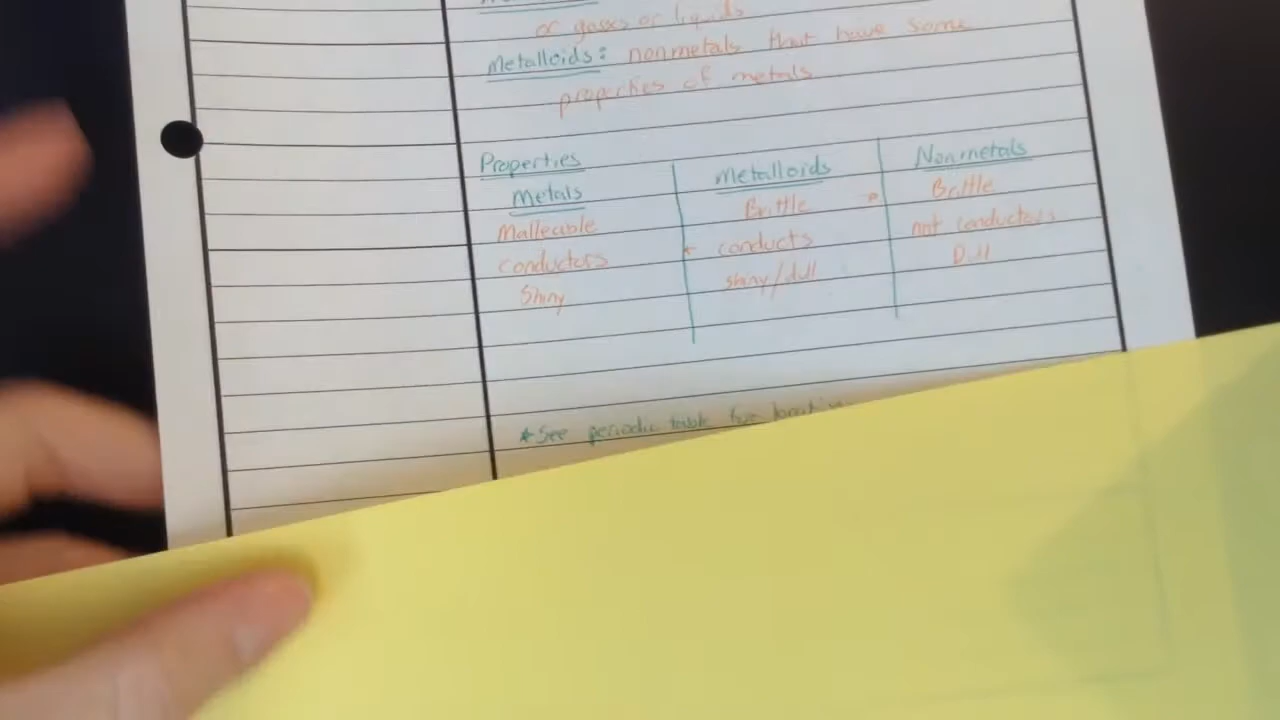 or gasses or liquids
Metalloids: nonmetals that have some
properties of metals
Properties
Metals Metalloids Nonmetals
Malleable Brittle Brittle
conductors conducts not conductors
Shiny shiny/dull Dull
*See periodic table for